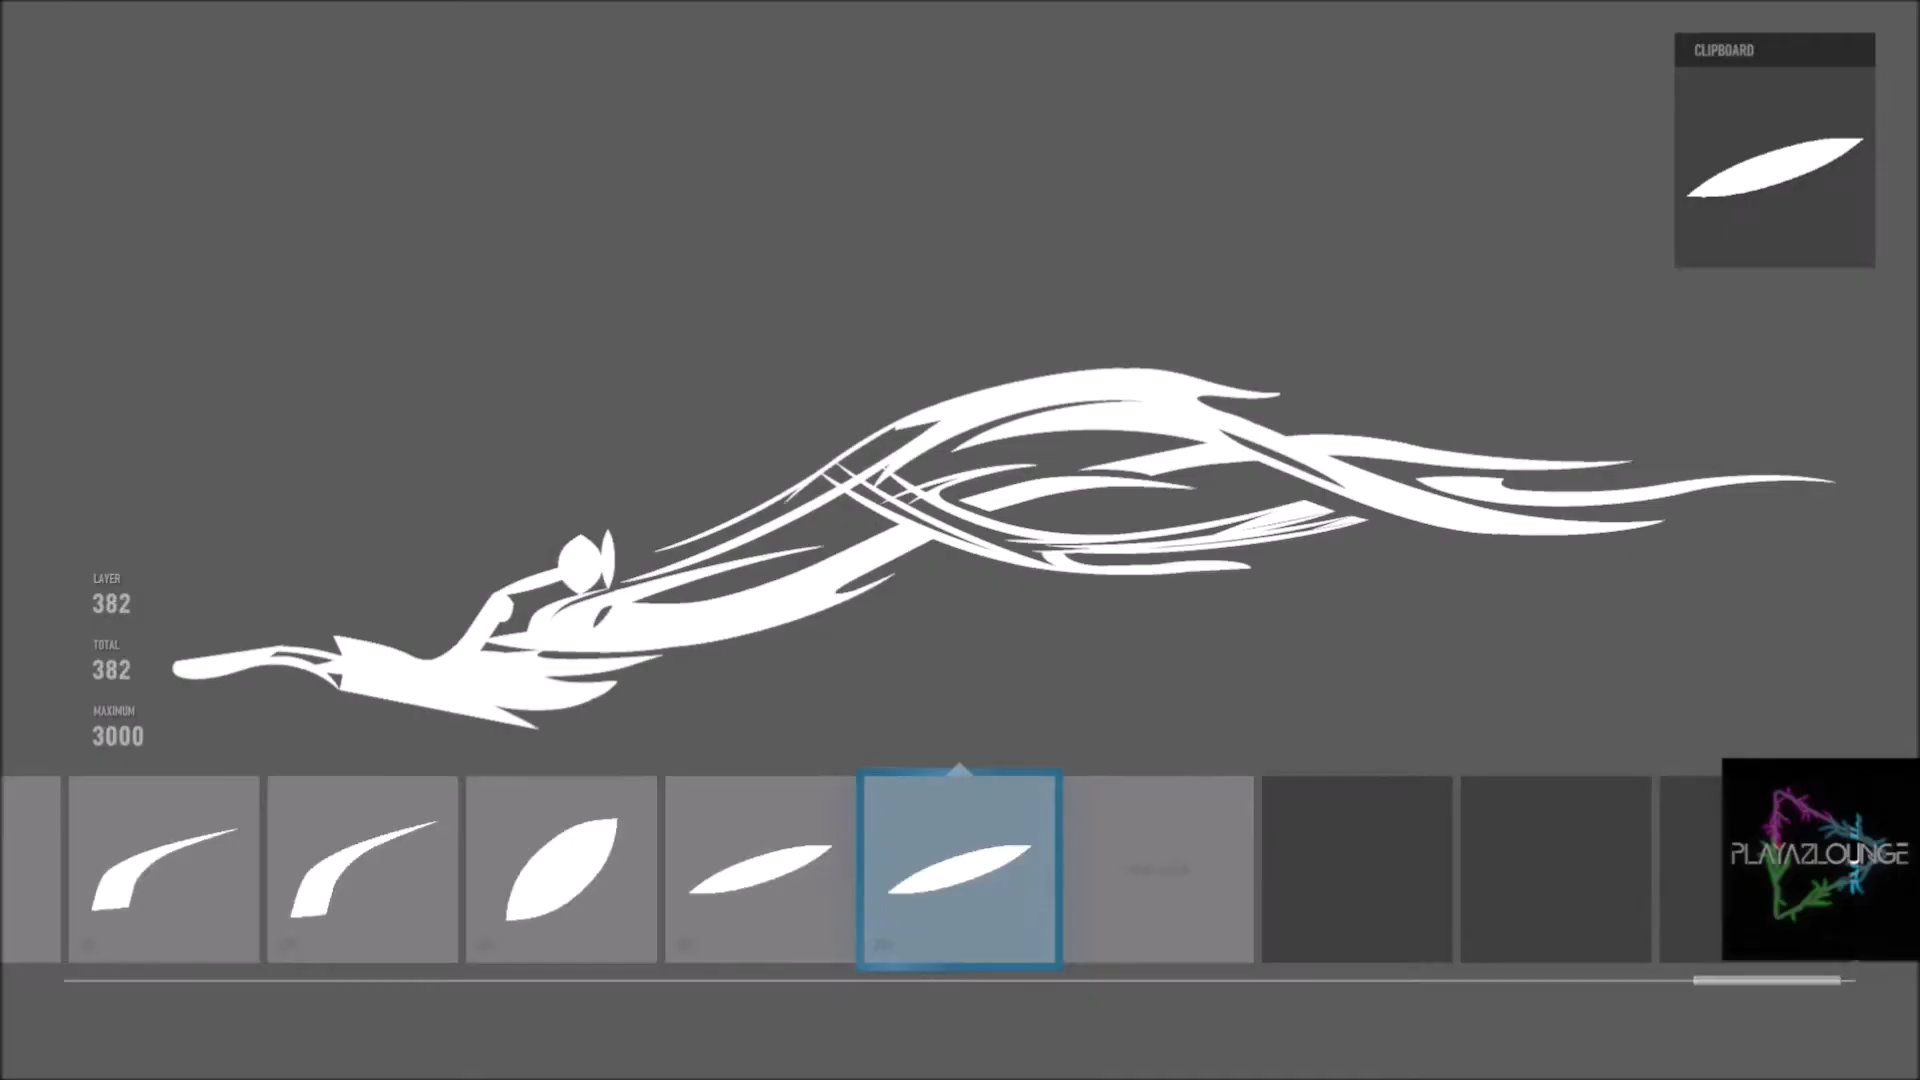 CLIPBOARD
LAYER
382
TOTAL
382
MAXIMUM
3000
PLAYAZLOUNGE